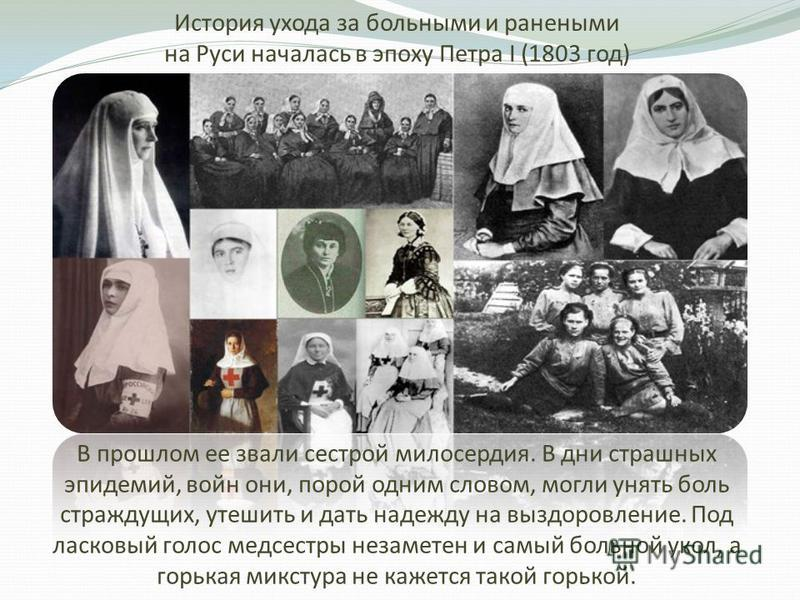 История ухода за больными и ранеными
на Руси началась в эпоху Петра I (1803 год)
В прошлом ее звали сестрой милосердия. В дни страшных
эпидемий, войн они, порой одним словом, могли унять боль
страждущих, утешить и дать надежду на выздоровление. Под
ласковый голос медсестры незаметен и самый больной укол, а
горькая микстура не кажется такой горькой.
MyShared